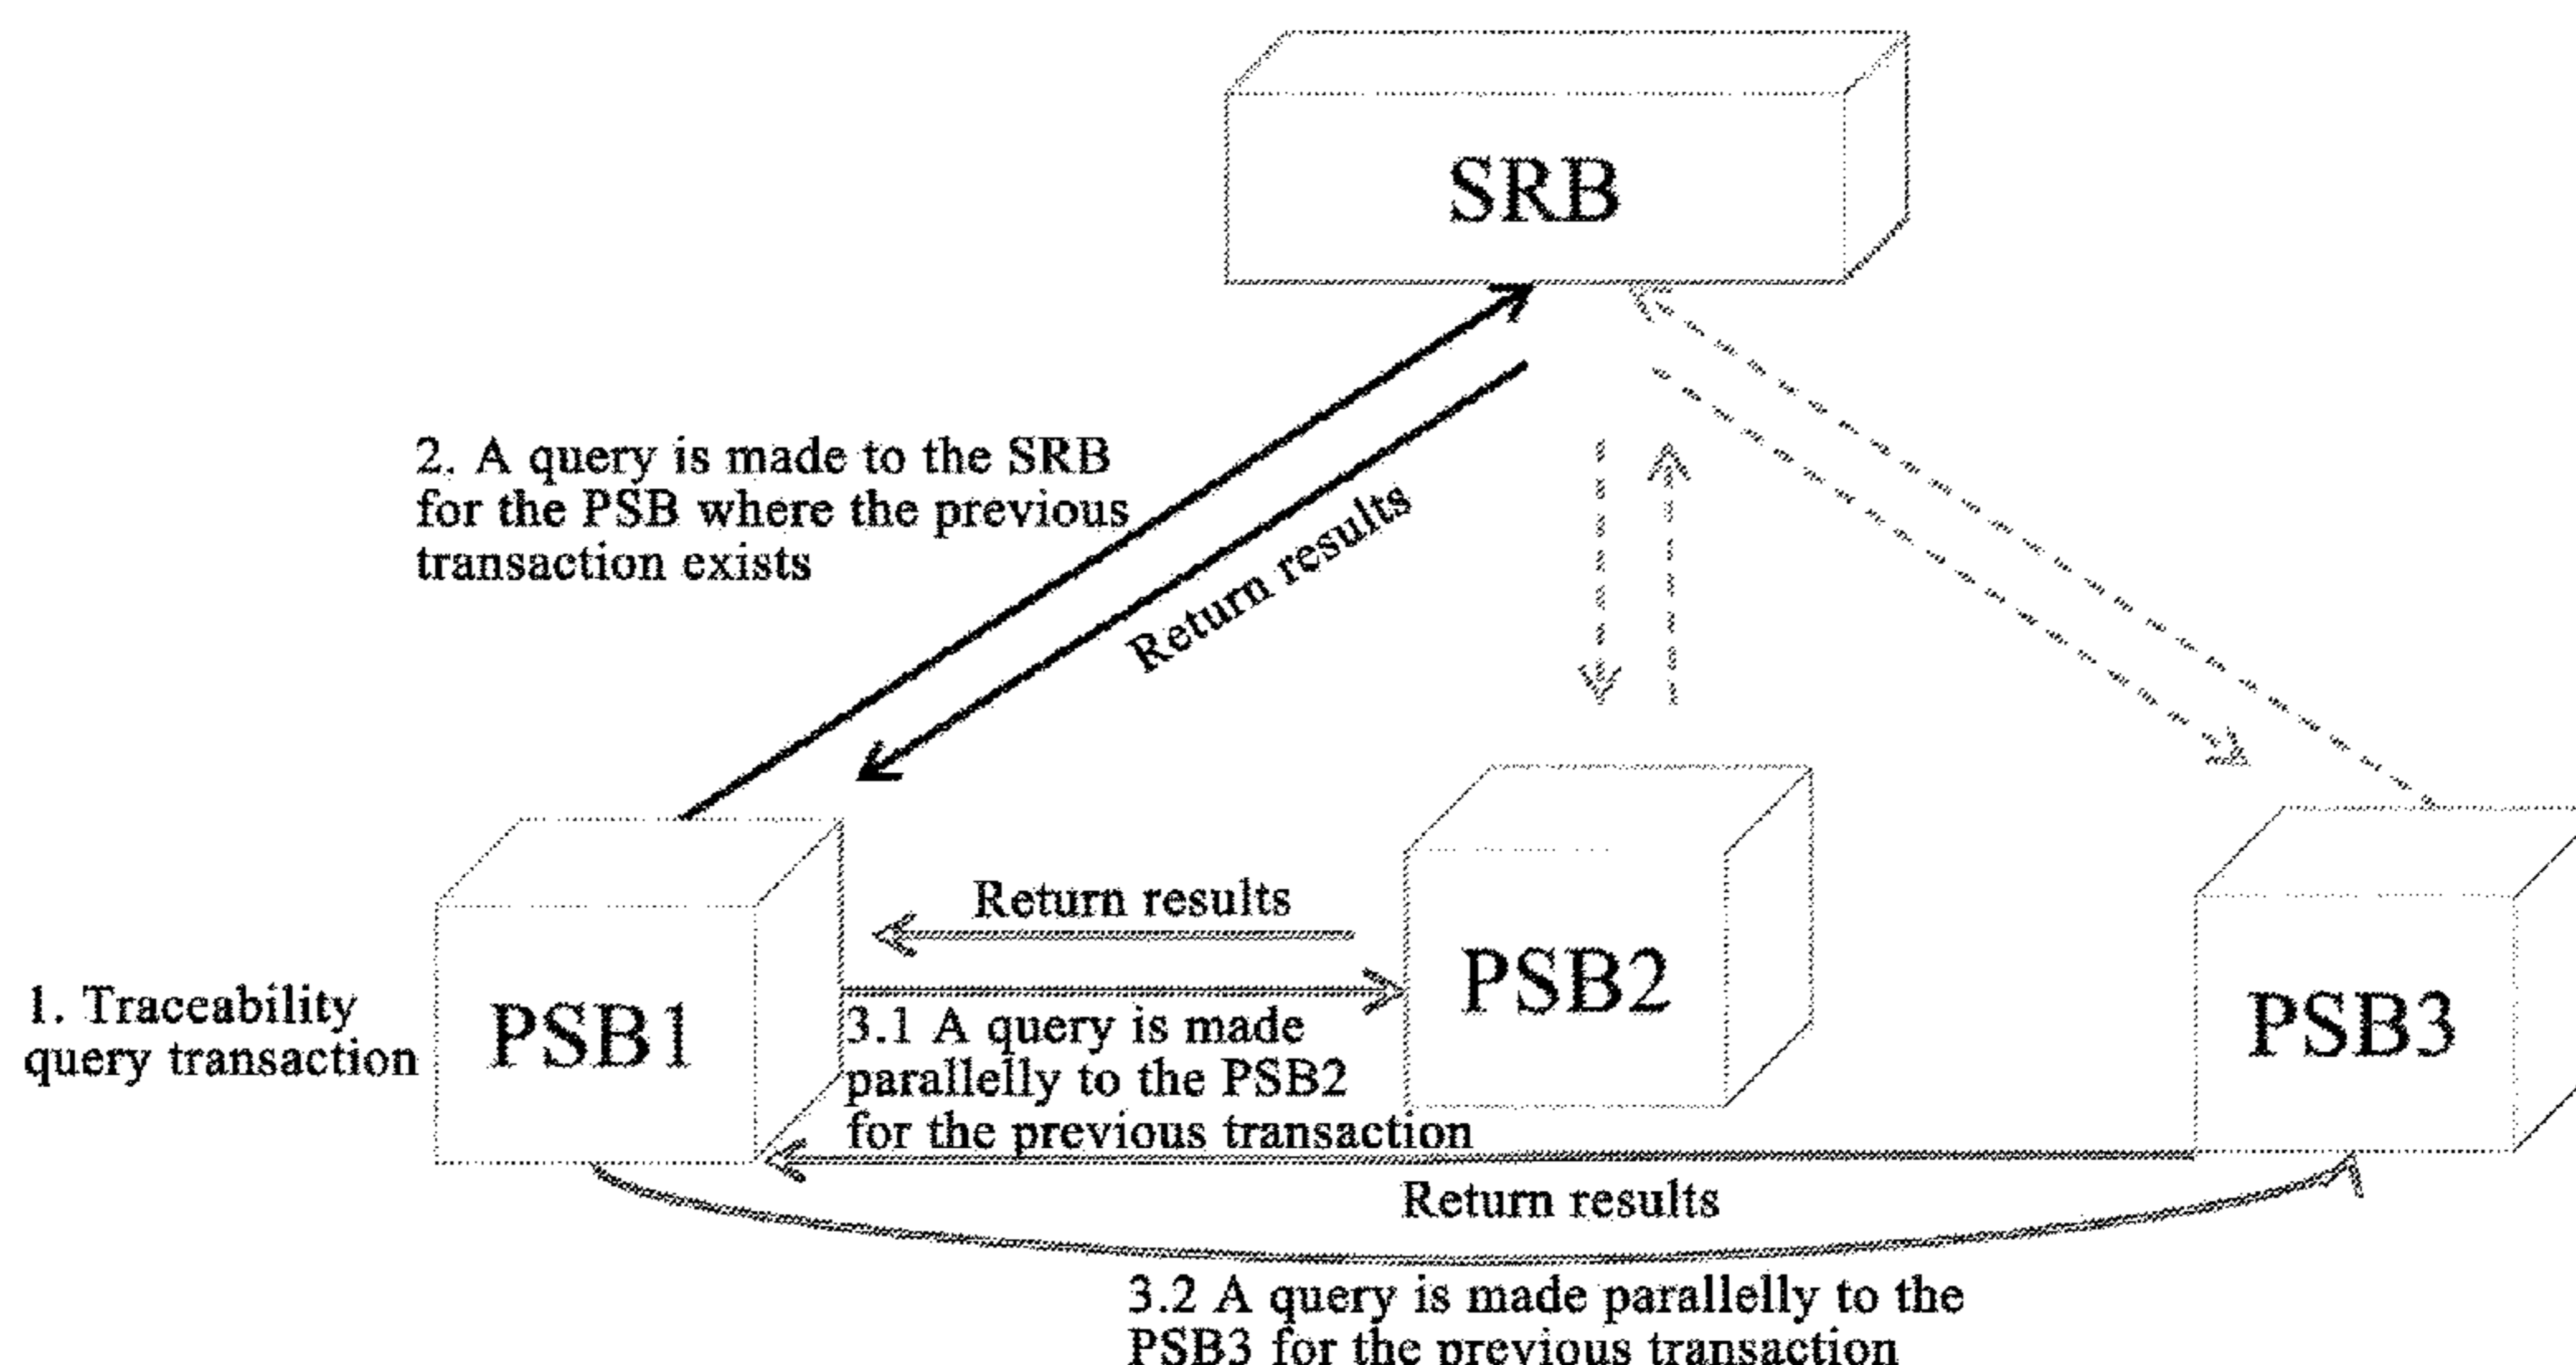 SRB
2. A query is made to the SRB
for the PSB where the previous
transaction exists
Return results
Return results
PSB1
PSB2
PSB3
1. Traceability
query transaction
3.1 A query is made
parallelly to the PSB2
for the previous transaction
Return results
3.2 A query is made parallelly to the
PSB3 for the previous transaction